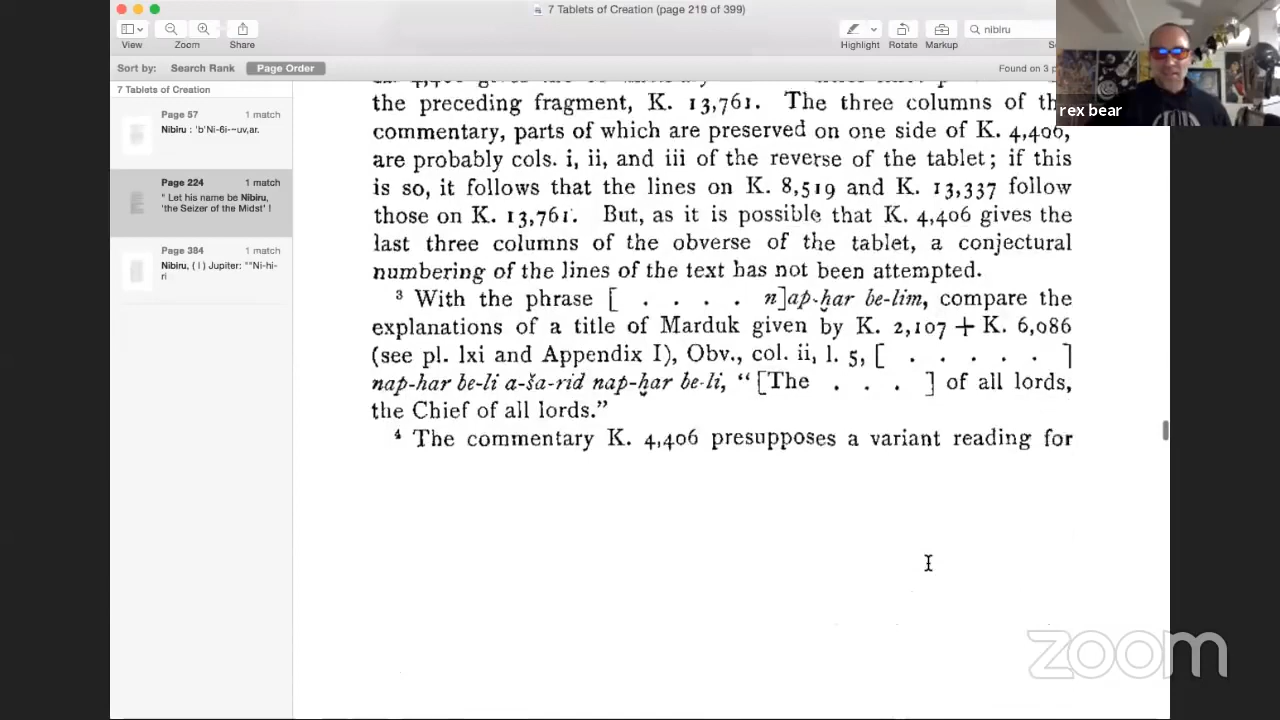 7 Tablets of Creation (page 219 of 399)
View
Zoom
Share
Highlight
Rotate
Markup
nibiru
Sort by:
Search Rank
Page Order
Found on 3 p
7 Tablets of Creation
Page 57
1 match
Nibiru : 'b'Ni-6i-~uv,ar.
Page 224
1 match
" Let his name be Nibiru,
'the Seizer of the Midst' !
Page 384
1 match
Nibiru, ( l ) Jupiter: °°Ni-hi-
ri
rex bear
the preceding fragment, K. 13,761. The three columns of th
commentary, parts of which are preserved on one side of K. 4,406,
are probably cols. i, ii, and iii of the reverse of the tablet ; if this
is so, it follows that the lines on K. 8,519 and K. 13,337 follow
those on K. 13,761. But, as it is possible that K. 4,406 gives the
last three columns of the obverse of the tablet, a conjectural
numbering of the lines of the text has not been attempted.
³ With the phrase [ . . . . n]ap-ḫar be-lim, compare the
explanations of a title of Marduk given by K. 2,107 + K. 6,086
(see pl. lxi and Appendix I), Obv., col. ii, l. 5, [ . . . . . ]
nap-har be-li a-ša-rid nap-ḫar be-li, “ [The . . . ] of all lords,
the Chief of all lords.”
⁴ The commentary K. 4,406 presupposes a variant reading for
zoom